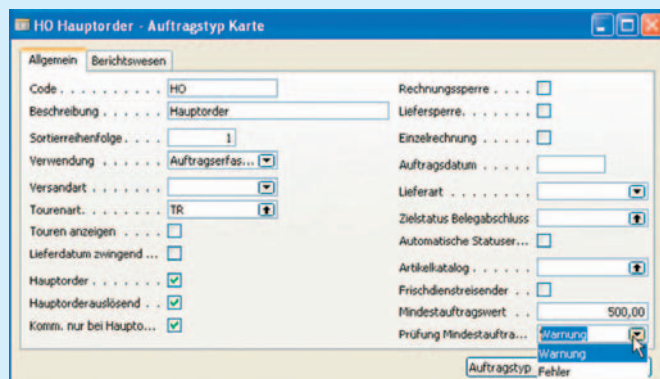 HO Hauptorder - Auftragstyp Karte
Allgemein Berichtswesen
Code . . . . . . . . . . HO
Beschreibung . . . . . . Hauptorder
Sortierreihenfolge . . . . 1
Verwendung . . . . . . Auftragserfas...
Versandart . . . . . . .
Tourenart. . . . . . . . TR
Touren anzeigen . . . .
Lieferdatum zwingend ...
Hauptorder . . . . . . .
Hauptorderauslösend . .
Komm. nur bei Haupto...
Rechnungssperre . . . .
Liefersperre. . . . . . .
Einzelrechnung . . . . .
Auftragsdatum . . . . .
Lieferart . . . . . . . .
Zielstatus Belegabschluss
Automatische Statuser...
Artikelkatalog . . . . . .
Frischdienstreisender . .
Mindestauftragswert . . 500,00
Prüfung Mindestauftra... Warnung
Warnung
Fehler
Auftragstyp